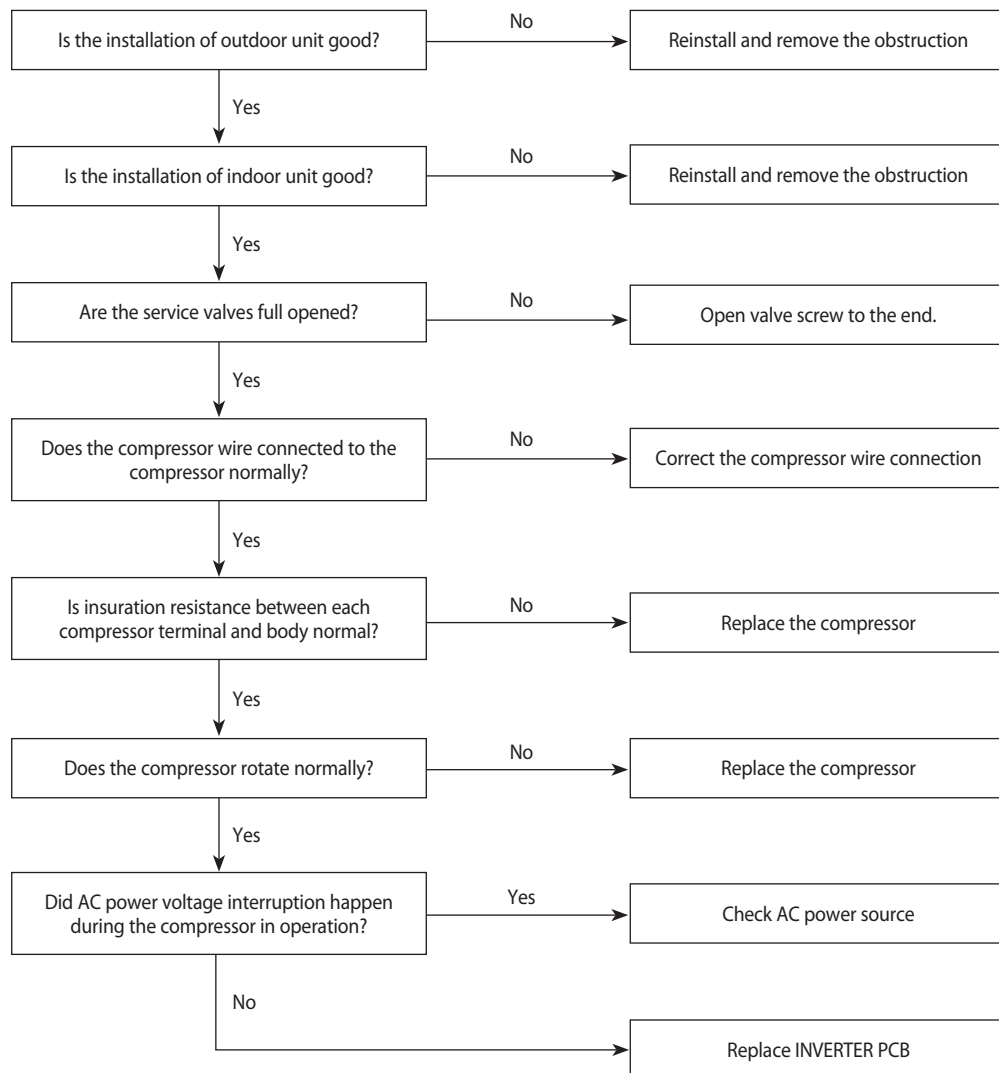 Is the installation of outdoor unit good?
No
Reinstall and remove the obstruction
Yes
Is the installation of indoor unit good?
No
Reinstall and remove the obstruction
Yes
Are the service valves full opened?
No
Open valve screw to the end.
Yes
Does the compressor wire connected to the
compressor normally?
No
Correct the compressor wire connection
Yes
Is insuration resistance between each
compressor terminal and body normal?
No
Replace the compressor
Yes
Does the compressor rotate normally?
No
Replace the compressor
Yes
Did AC power voltage interruption happen
during the compressor in operation?
Yes
Check AC power source
No
Replace INVERTER PCB